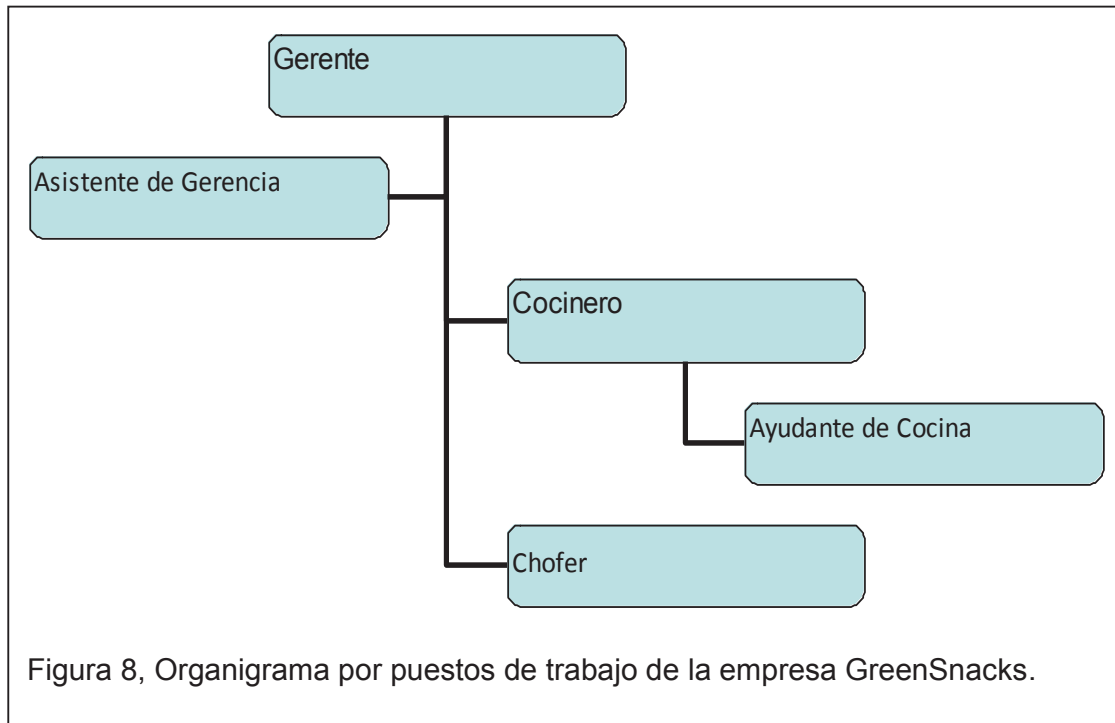 Gerente
Asistente de Gerencia
Cocinero
Ayudante de Cocina
Chofer
Figura 8, Organigrama por puestos de trabajo de la empresa GreenSnacks.